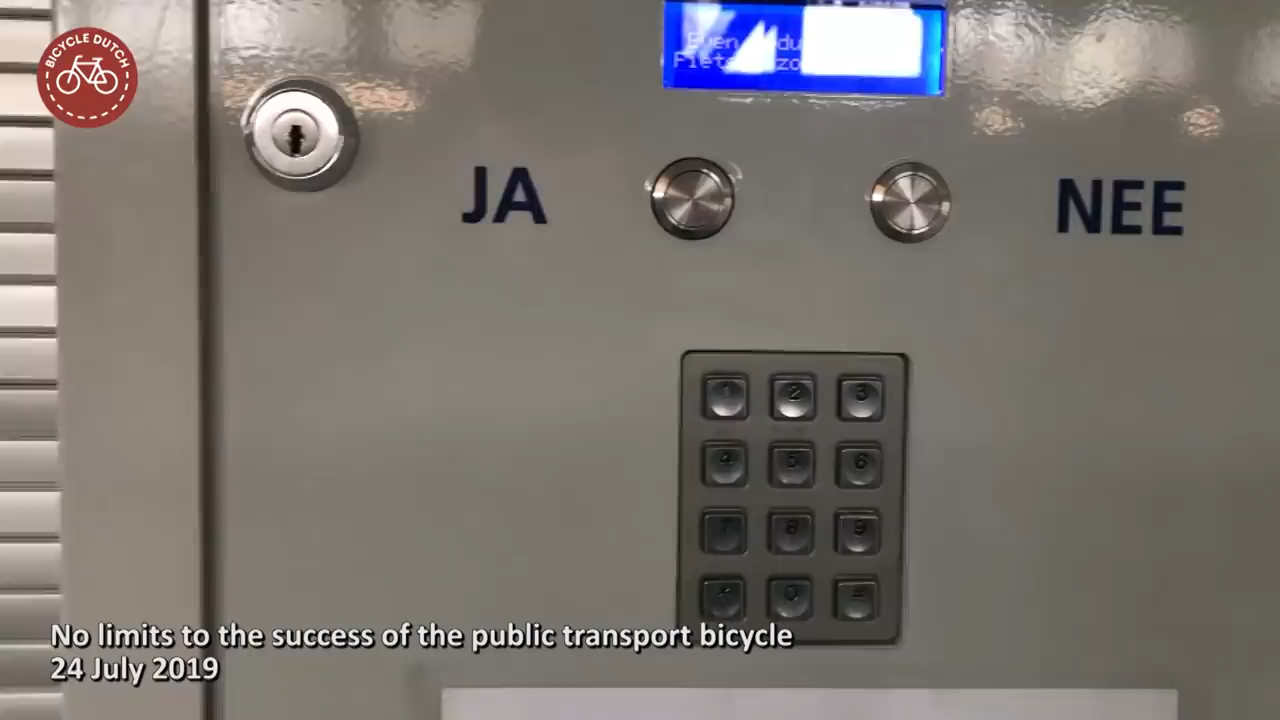 BICYCLE DUTCH
Even
JA
NEE
1 2 3
4 5 6
7 8 9
* 0 #
No limits to the success of the public transport bicycle
24 July 2019